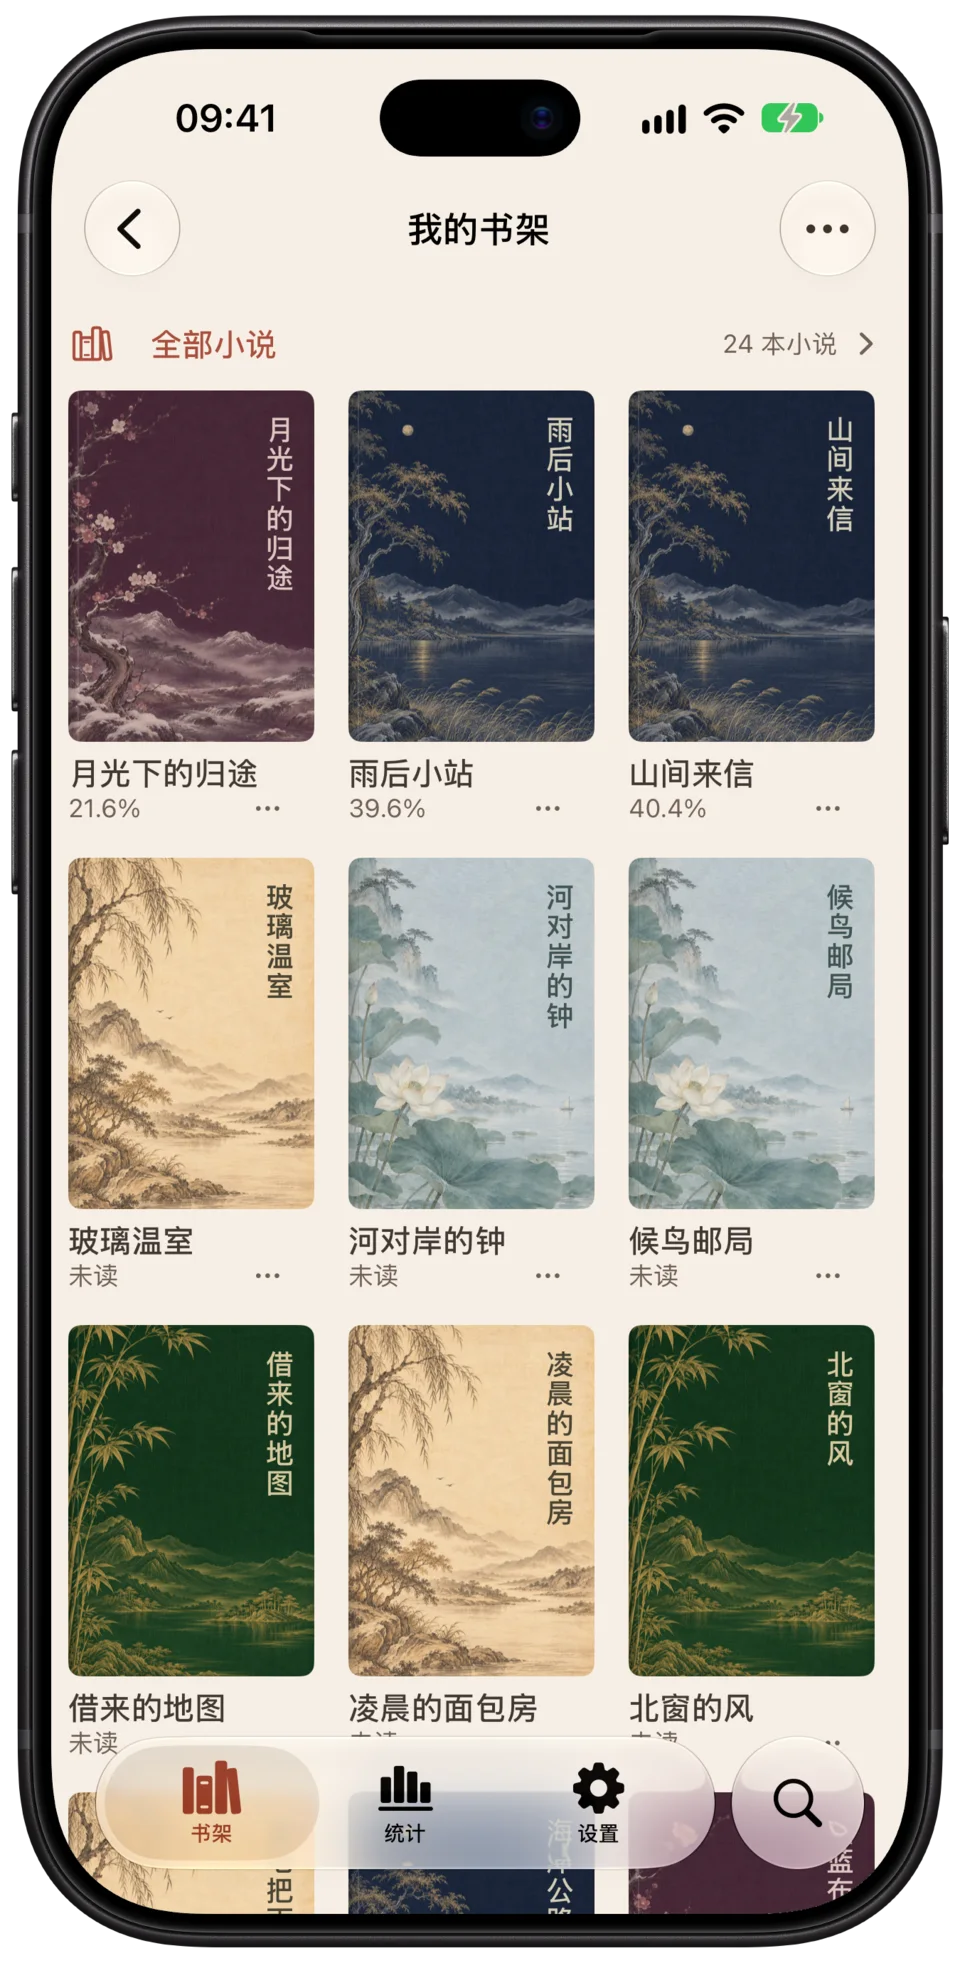 09:41
我的书架
全部小说
24 本小说
月光下的归途
雨后小站
山间来信
月光下的归途
雨后小站
山间来信
21.6%
39.6%
40.4%
玻璃温室
河对岸的钟
候鸟邮局
玻璃温室
河对岸的钟
候鸟邮局
未读
未读
未读
借来的地图
凌晨的面包房
北窗的风
借来的地图
凌晨的面包房
北窗的风
未读
书架
统计
设置
把
海
公
蓝布